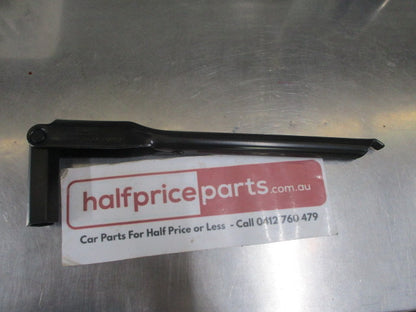 halfpriceparts.com.au
Car Parts For Half Price or Less - Call 0412 760 479